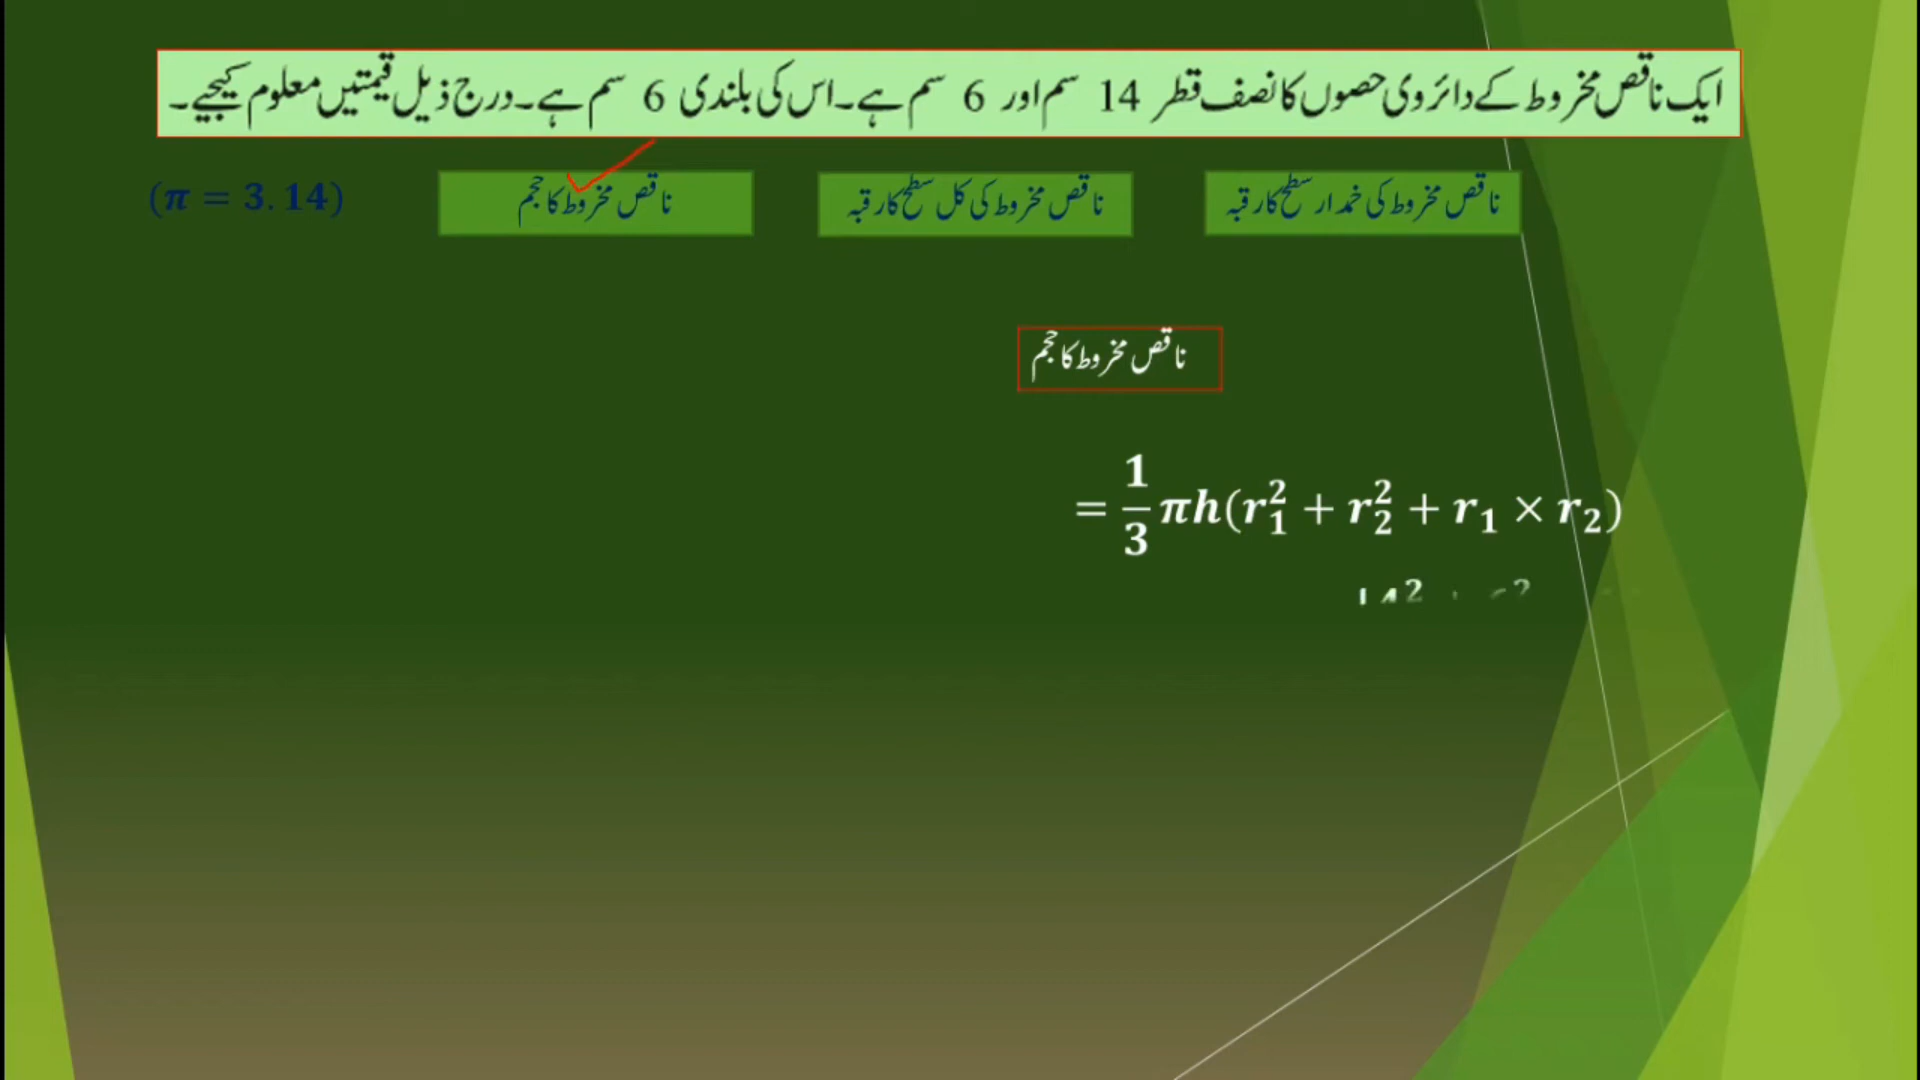 ایک ناقص مخروط کے دائروی حصوں کا نصف قطر 14 سم اور 6 سم ہے۔ اس کی بلندی 6 سم ہے۔ درج ذیل قیمتیں معلوم کیجیے۔
ناقص مخروط کی خمدار سطح کا رقبہ
ناقص مخروط کی کل سطح کا رقبہ
ناقص مخروط کا حجم
(π = 3.14)
ناقص مخروط کا حجم
= 1/3 πh(r₁² + r₂² + r₁ × r₂)